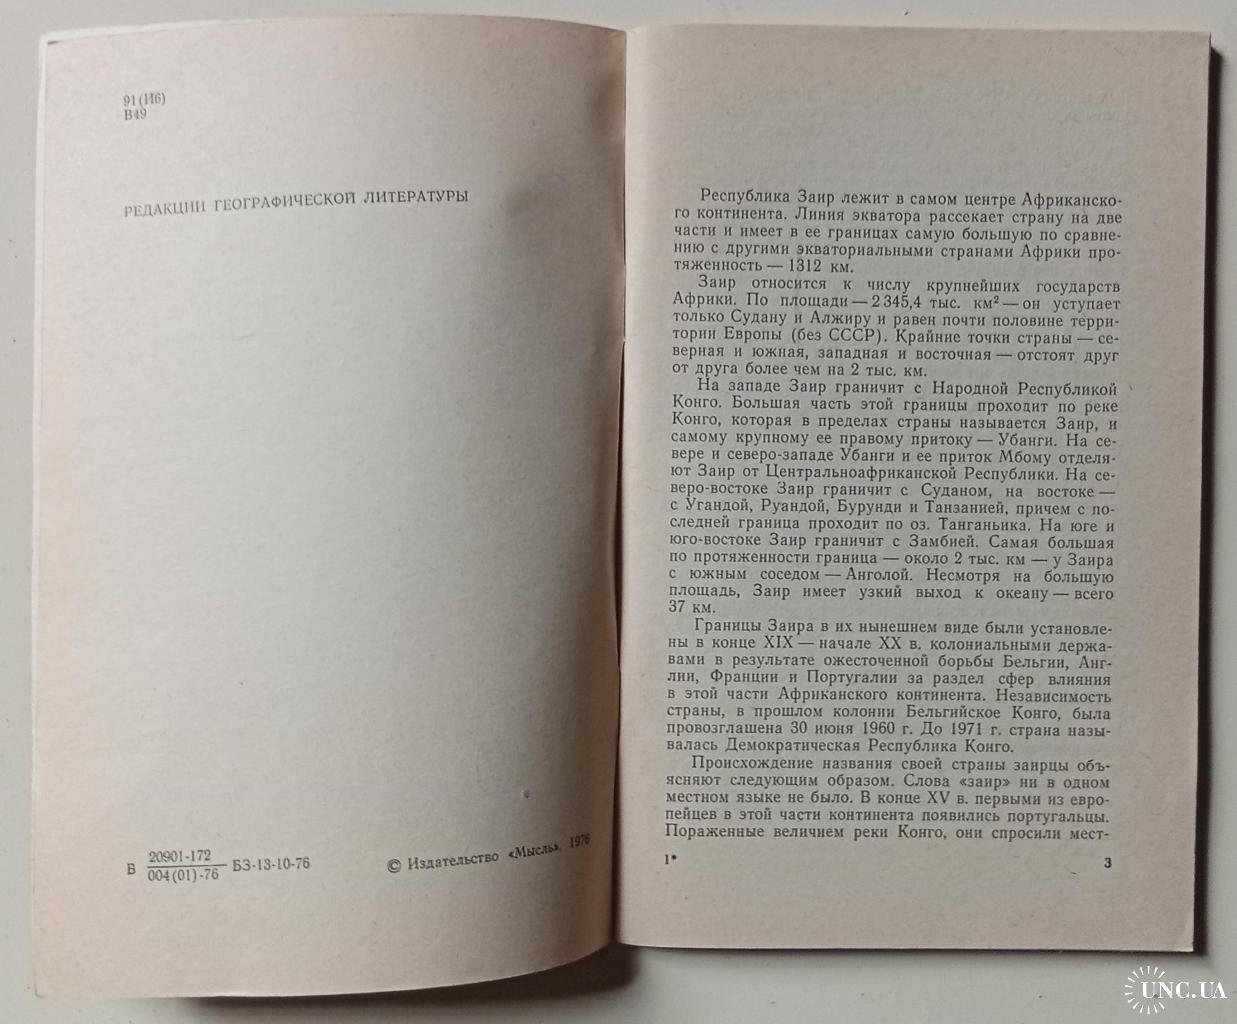 91(И6)
В49
РЕДАКЦИИ ГЕОГРАФИЧЕСКОЙ ЛИТЕРАТУРЫ
В 20901-172
004(01)-76 БЗ-13-10-76
© Издательство «Мысль», 1976
Республика Заир лежит в самом центре Африканско-
го континента. Линия экватора рассекает страну на две
части и имеет в ее границах самую большую по сравне-
нию с другими экваториальными странами Африки про-
тяженность — 1312 км.
Заир относится к числу крупнейших государств
Африки. По площади — 2 345,4 тыс. км² — он уступает
только Судану и Алжиру и равен почти половине терри-
тории Европы (без СССР). Крайние точки страны — се-
верная и южная, западная и восточная — отстоят друг
от друга более чем на 2 тыс. км.
На западе Заир граничит с Народной Республикой
Конго. Большая часть этой границы проходит по реке
Конго, которая в пределах страны называется Заир, и
самому крупному ее правому притоку — Убанги. На се-
вере и северо-западе Убанги и ее приток Мбому отделя-
ют Заир от Центральноафриканской Республики. На се-
веро-востоке Заир граничит с Суданом, на востоке —
с Угандой, Руандой, Бурунди и Танзанией, причем с по-
следней граница проходит по оз. Танганьика. На юге и
юго-востоке Заир граничит с Замбией. Самая большая
по протяженности граница — около 2 тыс. км — у Заира
с южным соседом — Анголой. Несмотря на большую
площадь, Заир имеет узкий выход к океану — всего
37 км.
Границы Заира в их нынешнем виде были установле-
ны в конце XIX — начале XX в. колониальными держа-
вами в результате ожесточенной борьбы Бельгии, Анг-
лии, Франции и Португалии за раздел сфер влияния
в этой части Африканского континента. Независимость
страны, в прошлом колонии Бельгийское Конго, была
провозглашена 30 июня 1960 г. До 1971 г. страна назы-
валась Демократическая Республика Конго.
Происхождение названия своей страны заирцы объ-
ясняют следующим образом. Слова «заир» ни в одном
местном языке не было. В конце XV в. первыми из евро-
пейцев в этой части континента появились португальцы.
Пораженные величием реки Конго, они спросили мест-
1*
3
UNC.UA